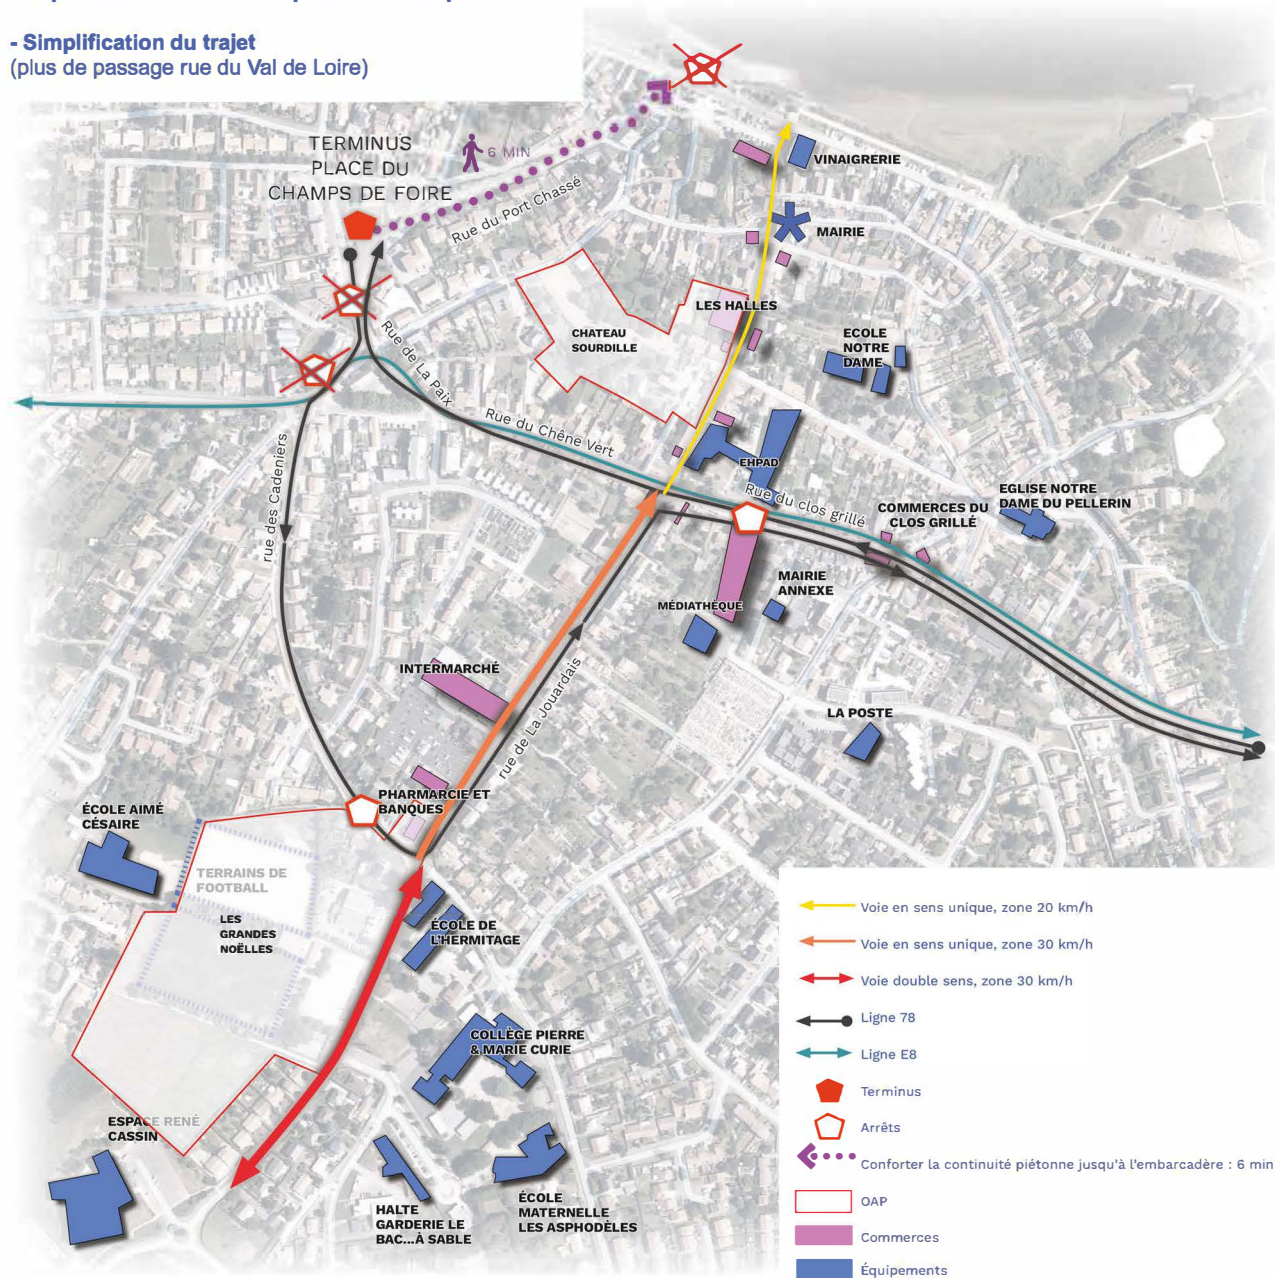 - Simplification du trajet
(plus de passage rue du Val de Loire)
TERMINUS
PLACE DU
CHAMPS DE FOIRE
6 MIN
Rue du Port Chassé
VINAIGRERIE
MAIRIE
LES HALLES
CHATEAU
SOURDILLE
ECOLE
NOTRE
DAME
Rue de La Paix
Rue du Chêne Vert
rue des Cadeniers
EHPAD
Rue du clos grillé
COMMERCES DU
CLOS GRILLÉ
EGLISE NOTRE
DAME DU PELLERIN
MAIRIE
ANNEXE
MÉDIATHÈQUE
INTERMARCHÉ
rue de La Jouardais
LA POSTE
PHARMARCIE ET
BANQUES
ÉCOLE AIMÉ
CÉSAIRE
TERRAINS DE
FOOTBALL
LES
GRANDES
NOËLLES
ÉCOLE DE
L'HERMITAGE
COLLÈGE PIERRE
& MARIE CURIE
ESPACE RENÉ
CASSIN
HALTE
GARDERIE LE
BAC...À SABLE
ÉCOLE
MATERNELLE
LES ASPHODÈLES
Voie en sens unique, zone 20 km/h
Voie en sens unique, zone 30 km/h
Voie double sens, zone 30 km/h
Ligne 78
Ligne E8
Terminus
Arrêts
Conforter la continuité piétonne jusqu'à l'embarcadère : 6 min
OAP
Commerces
Équipements